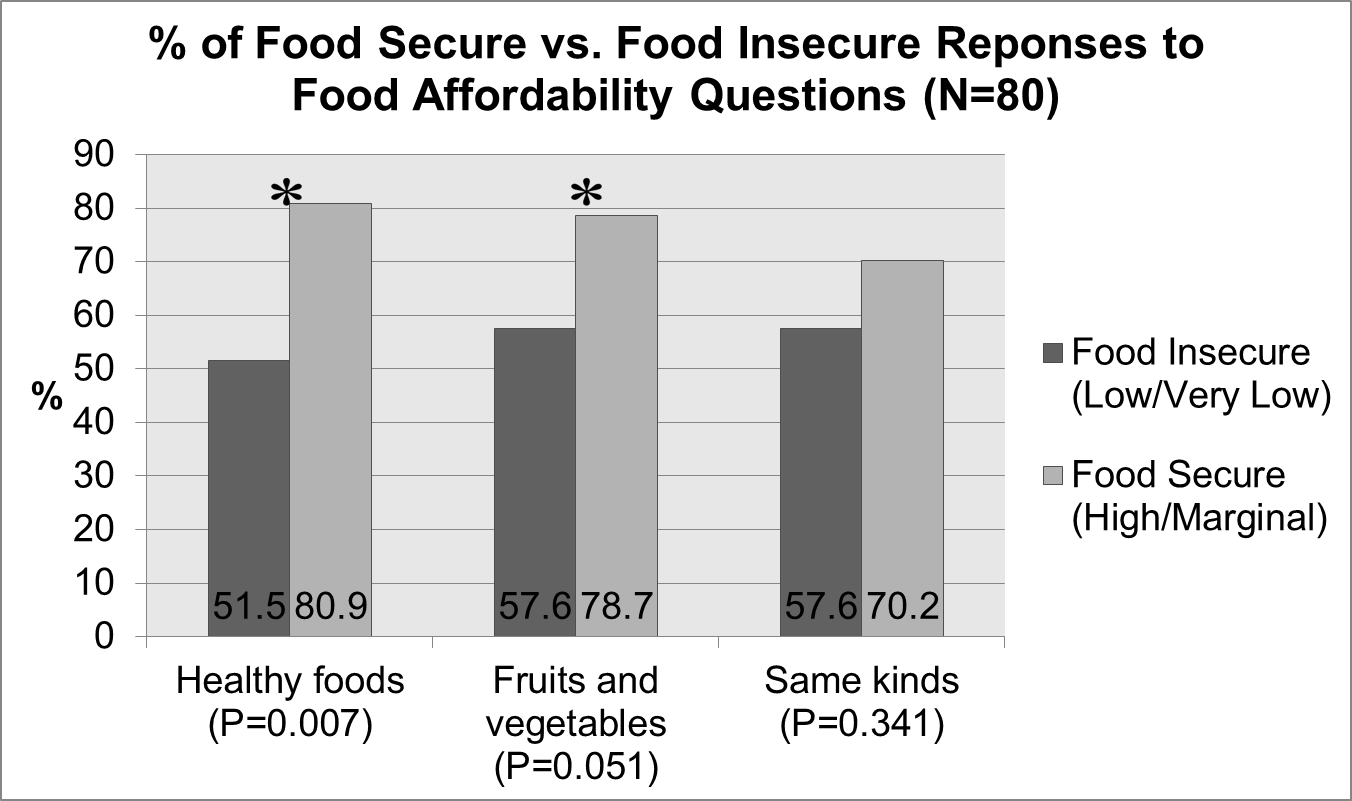 % of Food Secure vs. Food Insecure Reponses to
Food Affordability Questions (N=80)
90
80
70
60
50
40
30
20
10
0
%
* *
51.5 80.9 57.6 78.7 57.6 70.2
Healthy foods
(P=0.007)
Fruits and
vegetables
(P=0.051)
Same kinds
(P=0.341)
Food Insecure
(Low/Very Low)
Food Secure
(High/Marginal)